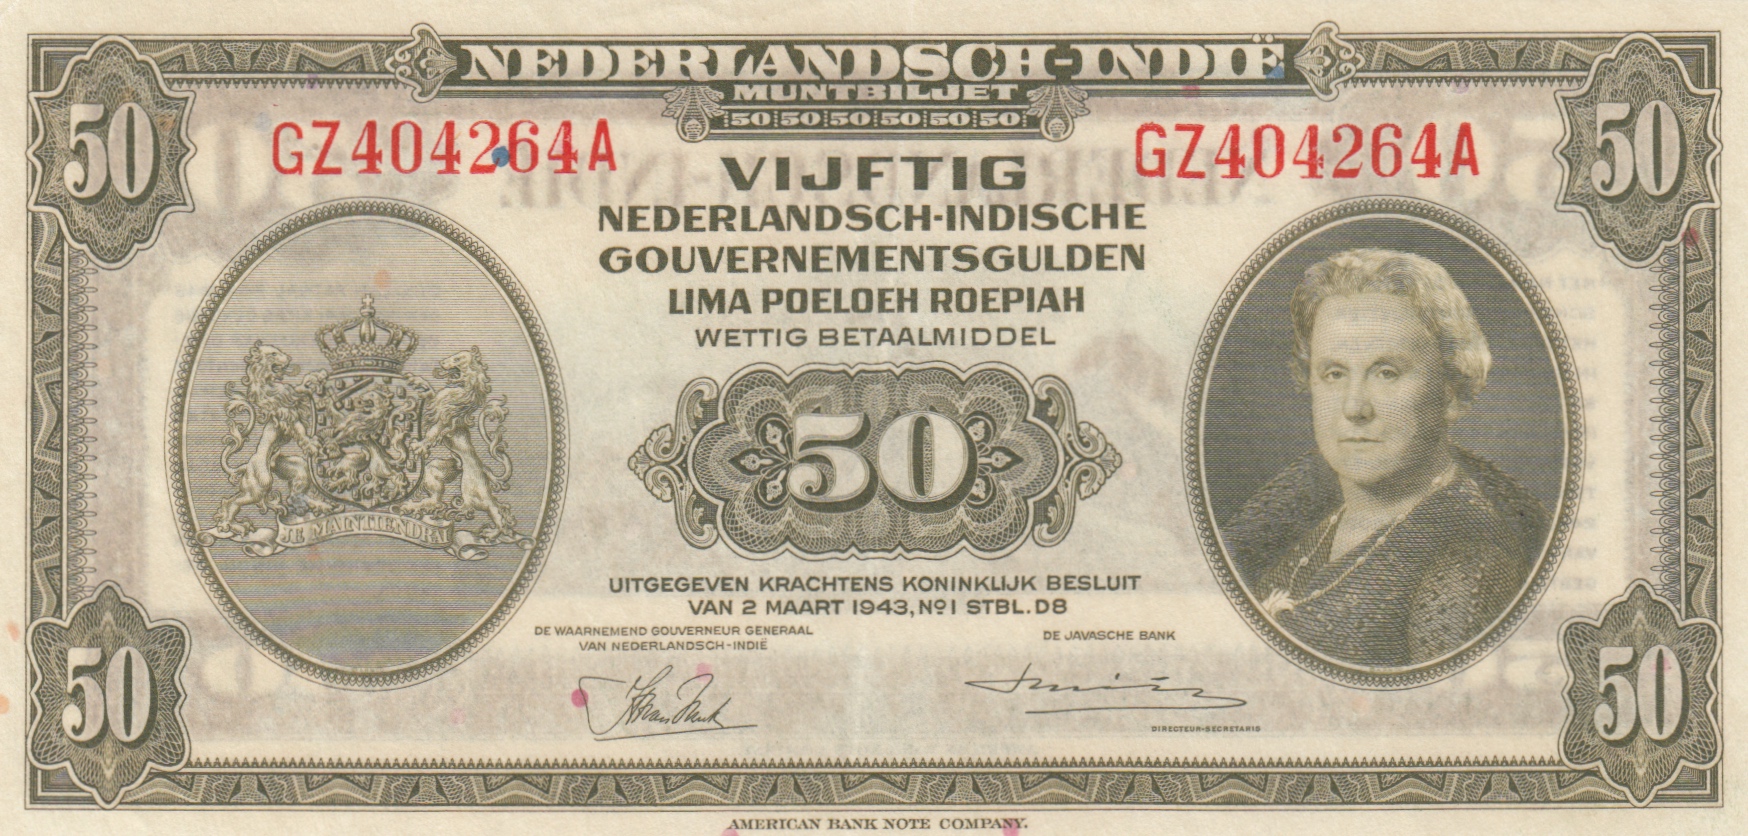 NEDERLANDSCH-INDIË
MUNTBILJET
50 50 50 50 50 50
50
50
GZ404264A
GZ404264A
VIJFTIG
NEDERLANDSCH-INDISCHE
GOUVERNEMENTSGULDEN
LIMA POELOEH ROEPIAH
WETTIG BETAALMIDDEL
50
JE MAINTIENDRAI
UITGEGEVEN KRACHTENS KONINKLIJK BESLUIT
VAN 2 MAART 1943, Nº 1 STBL. D8
DE WAARNEMEND GOUVERNEUR GENERAAL
VAN NEDERLANDSCH-INDIË
DE JAVASCHE BANK
50
50
DIRECTEUR-SECRETARIS
AMERICAN BANK NOTE COMPANY.